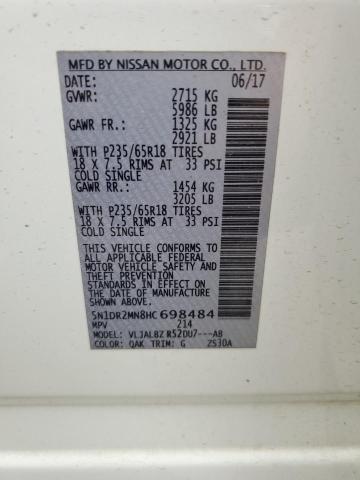 MFD BY NISSAN MOTOR CO., LTD.
DATE: 06/17
GVWR: 2715 KG
5986 LB
GAWR FR.: 1325 KG
2921 LB
WITH P235/65R18 TIRES
18 X 7.5 RIMS AT 33 PSI
COLD SINGLE
GAWR RR.: 1454 KG
3205 LB
WITH P235/65R18 TIRES
18 X 7.5 RIMS AT 33 PSI
COLD SINGLE
THIS VEHICLE CONFORMS TO
ALL APPLICABLE FEDERAL
MOTOR VEHICLE SAFETY AND
THEFT PREVENTION
STANDARDS IN EFFECT ON
THE DATE OF MANUFACTURE
SHOWN ABOVE.
5N1DR2MN8HC698484
MPV 214
VLJALBZ R52DU7---AB
COLOR: QAK TRIM: G ZS30A